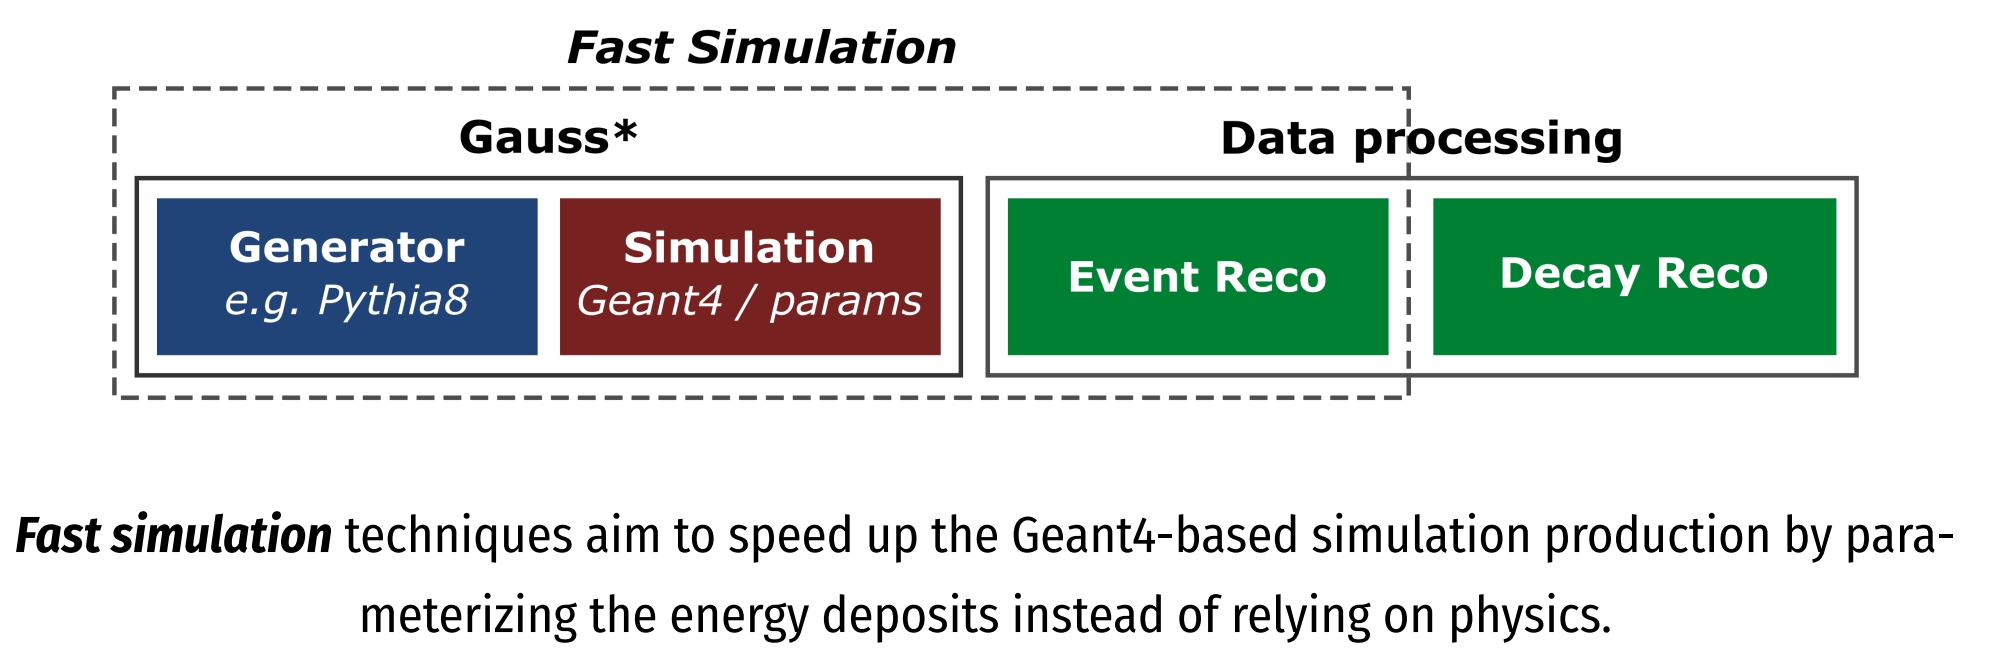 Fast Simulation
Gauss*
Data processing
Generator
e.g. Pythia8
Simulation
Geant4 / params
Event Reco
Decay Reco
Fast simulation techniques aim to speed up the Geant4-based simulation production by para-
meterizing the energy deposits instead of relying on physics.